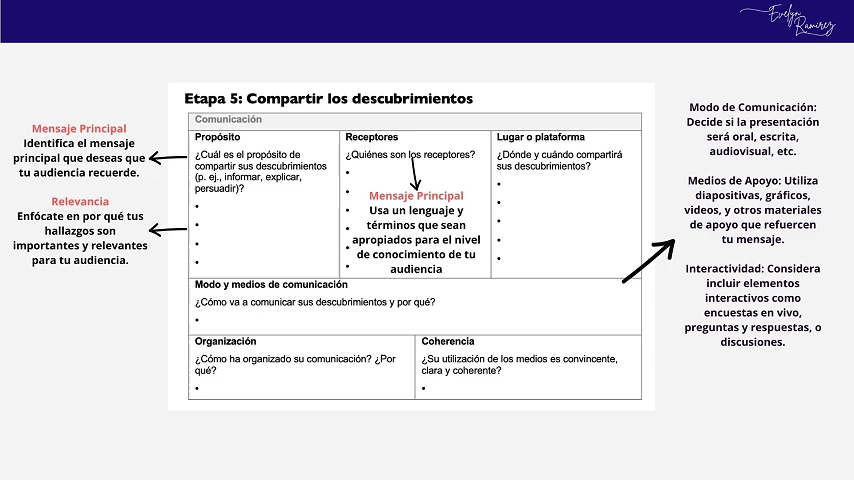 Evelyn
Ramirez
Etapa 5: Compartir los descubrimientos
Comunicación
Propósito
¿Cuál es el propósito de
compartir sus descubrimientos
(p. ej., informar, explicar,
persuadir)?
Receptores
¿Quiénes son los receptores?
Mensaje Principal
Usa un lenguaje y
términos que sean
apropiados para el nivel
de conocimiento de tu
audiencia
Lugar o plataforma
¿Dónde y cuándo compartirá
sus descubrimientos?
Modo y medios de comunicación
¿Cómo va a comunicar sus descubrimientos y por qué?
Organización
¿Cómo ha organizado su comunicación? ¿Por
qué?
Coherencia
¿Su utilización de los medios es convincente,
clara y coherente?
Mensaje Principal
Identifica el mensaje
principal que deseas que
tu audiencia recuerde.
Relevancia
Enfócate en por qué tus
hallazgos son
importantes y relevantes
para tu audiencia.
Modo de Comunicación:
Decide si la presentación
será oral, escrita,
audiovisual, etc.
Medios de Apoyo: Utiliza
diapositivas, gráficos,
videos, y otros materiales
de apoyo que refuercen
tu mensaje.
Interactividad: Considera
incluir elementos
interactivos como
encuestas en vivo,
preguntas y respuestas, o
discusiones.